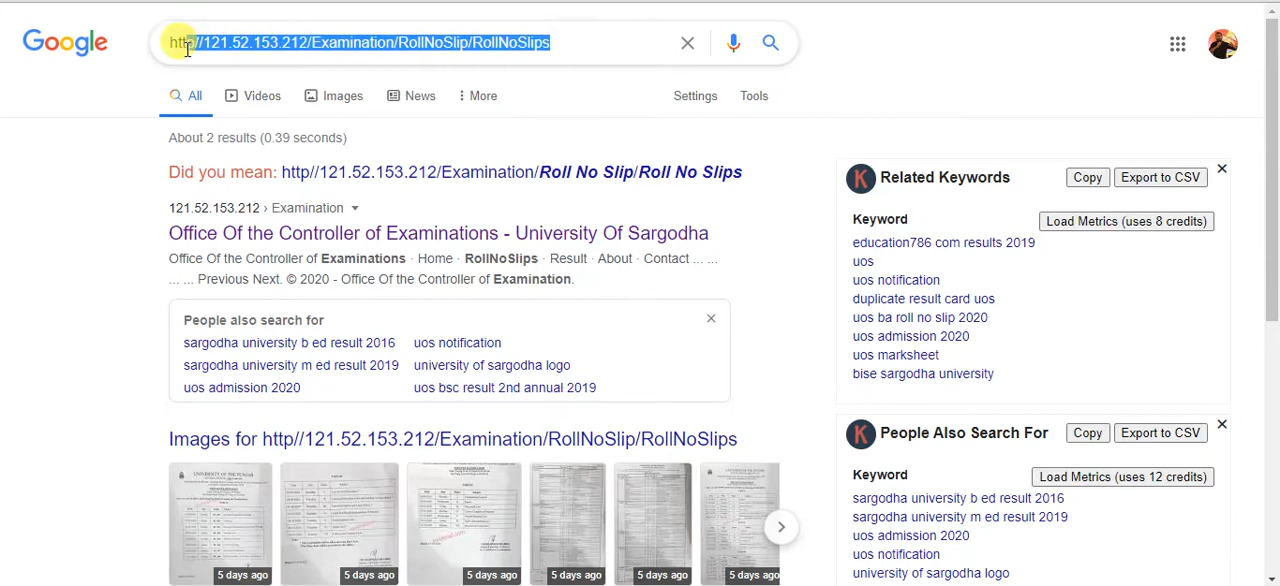 Google
http//121.52.153.212/Examination/RollNoSlip/RollNoSlips
All
Videos
Images
News
More
Settings
Tools
About 2 results (0.39 seconds)
Did you mean: http//121.52.153.212/Examination/Roll No Slip/Roll No Slips
121.52.153.212 › Examination
Office Of the Controller of Examinations - University Of Sargodha
Office Of the Controller of Examinations · Home · RollNoSlips · Result · About · Contact ... ...
... ... Previous Next. © 2020 - Office Of the Controller of Examination.
People also search for
sargodha university b ed result 2016
uos notification
sargodha university m ed result 2019
university of sargodha logo
uos admission 2020
uos bsc result 2nd annual 2019
Images for http//121.52.153.212/Examination/RollNoSlip/RollNoSlips
UNIVERSITY OF THE PUNJAB
5 days ago
5 days ago
5 days ago
5 days ago
5 days ago
5 days ago
K
Related Keywords
Copy
Export to CSV
Keyword
Load Metrics (uses 8 credits)
education786 com results 2019
uos
uos notification
duplicate result card uos
uos ba roll no slip 2020
uos admission 2020
uos marksheet
bise sargodha university
K
People Also Search For
Copy
Export to CSV
Keyword
Load Metrics (uses 12 credits)
sargodha university b ed result 2016
sargodha university m ed result 2019
uos admission 2020
uos notification
university of sargodha logo